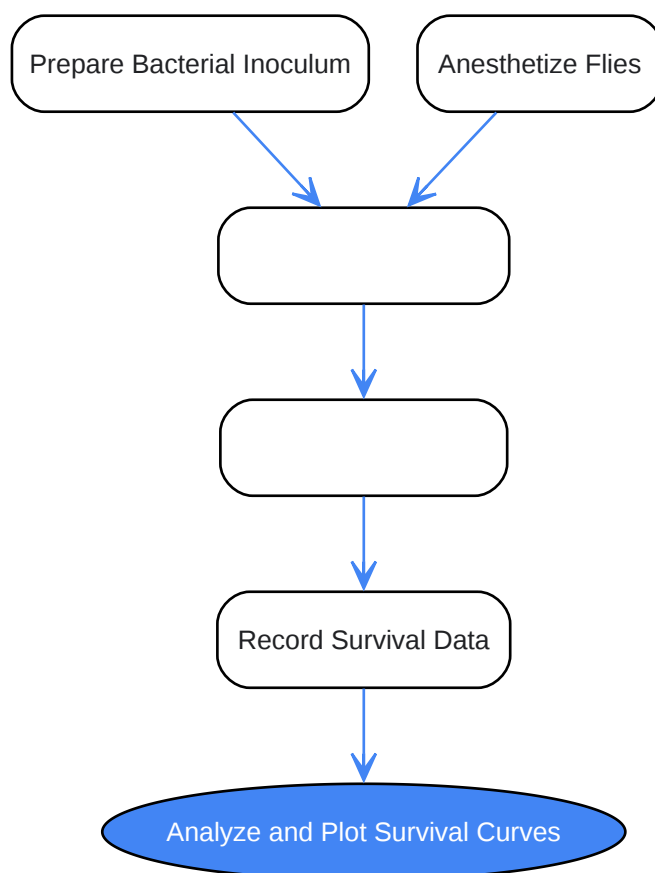 Prepare Bacterial Inoculum
Anesthetize Flies
Record Survival Data
Analyze and Plot Survival Curves